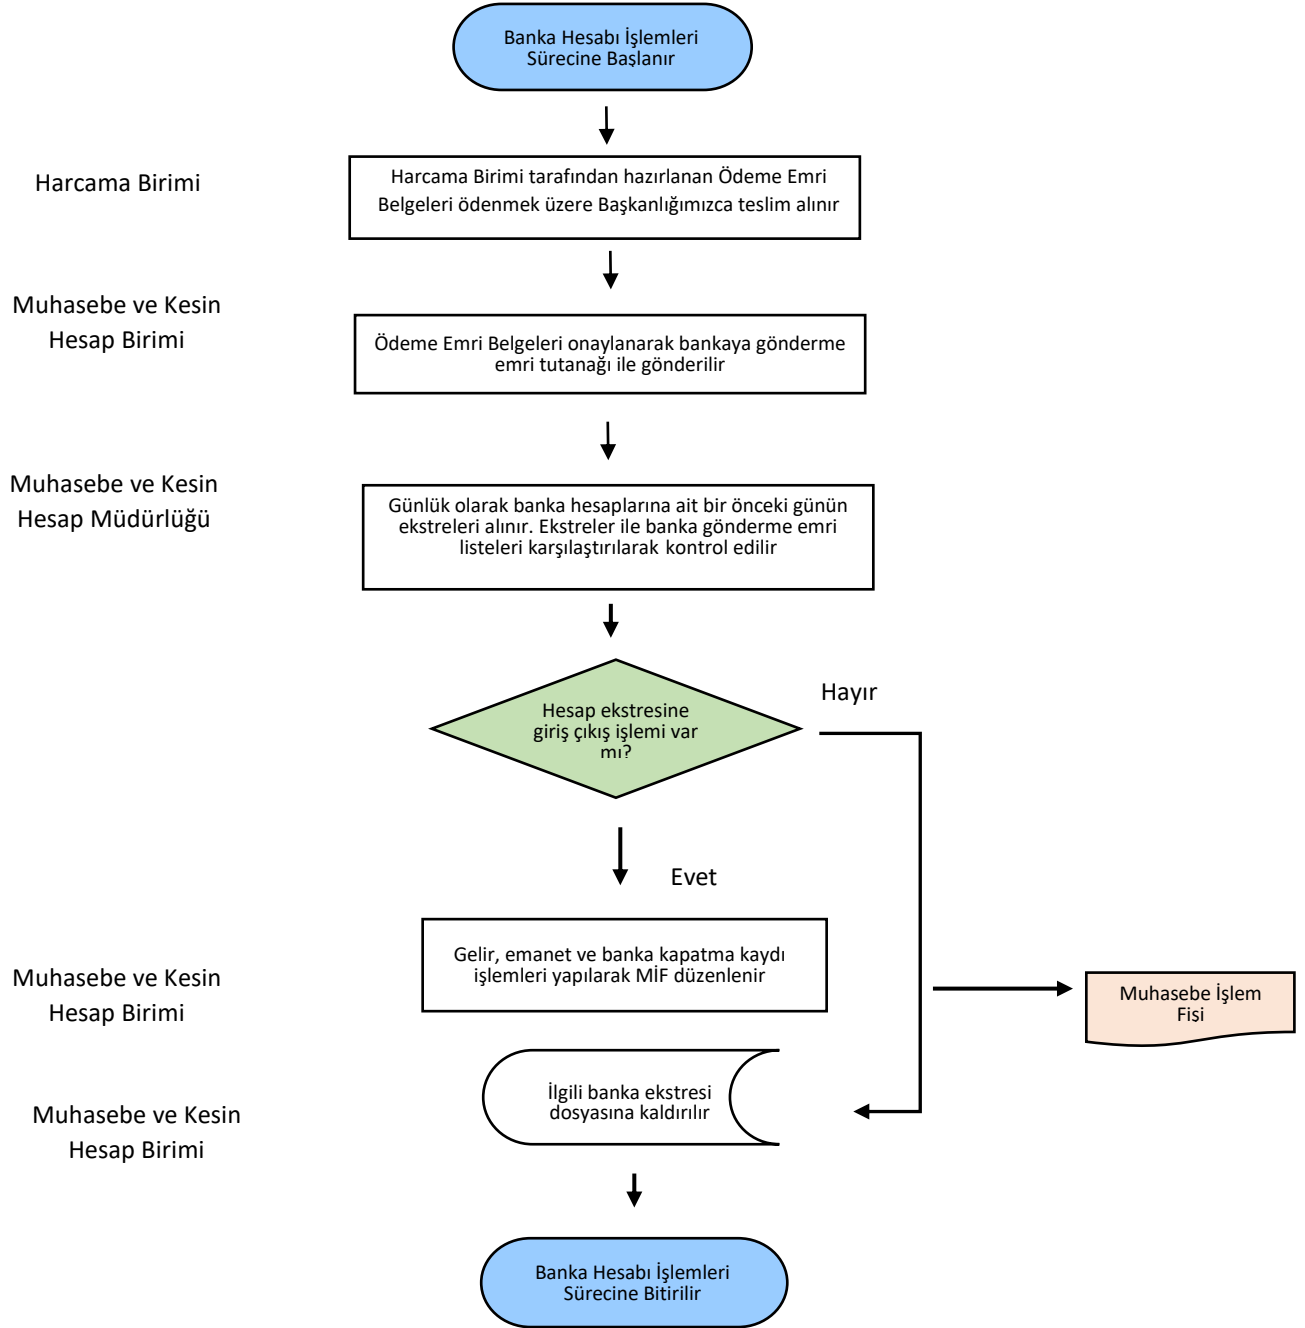 Banka Hesabı İşlemleri
Sürecine Başlanır
Harcama Birimi
Harcama Birimi tarafından hazırlanan Ödeme Emri
Belgeleri ödenmek üzere Başkanlığımızca teslim alınır
Muhasebe ve Kesin
Hesap Birimi
Ödeme Emri Belgeleri onaylanarak bankaya gönderme
emri tutanağı ile gönderilir
Muhasebe ve Kesin
Hesap Müdürlüğü
Günlük olarak banka hesaplarına ait bir önceki günün
ekstreleri alınır. Ekstreler ile banka gönderme emri
listeleri karşılaştırılarak kontrol edilir
Hesap ekstresine
giriş çıkış işlemi var
mı?
Hayır
Evet
Gelir, emanet ve banka kapatma kaydı
işlemleri yapılarak MİF düzenlenir
Muhasebe ve Kesin
Hesap Birimi
Muhasebe İşlem
Fisi
İlgili banka ekstresi
dosyasına kaldırılır
Muhasebe ve Kesin
Hesap Birimi
Banka Hesabı İşlemleri
Sürecine Bitirilir